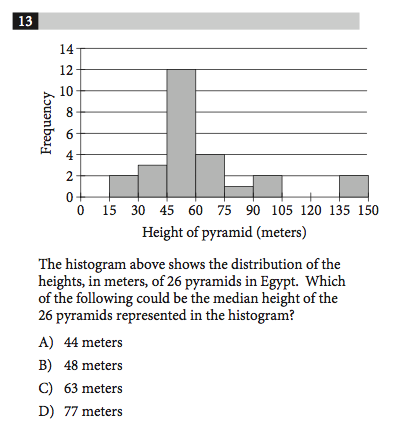 13
14
12
10
8
6
4
2
0
Frequency
0 15 30 45 60 75 90 105 120 135 150
Height of pyramid (meters)
The histogram above shows the distribution of the
heights, in meters, of 26 pyramids in Egypt. Which
of the following could be the median height of the
26 pyramids represented in the histogram?
A) 44 meters
B) 48 meters
C) 63 meters
D) 77 meters